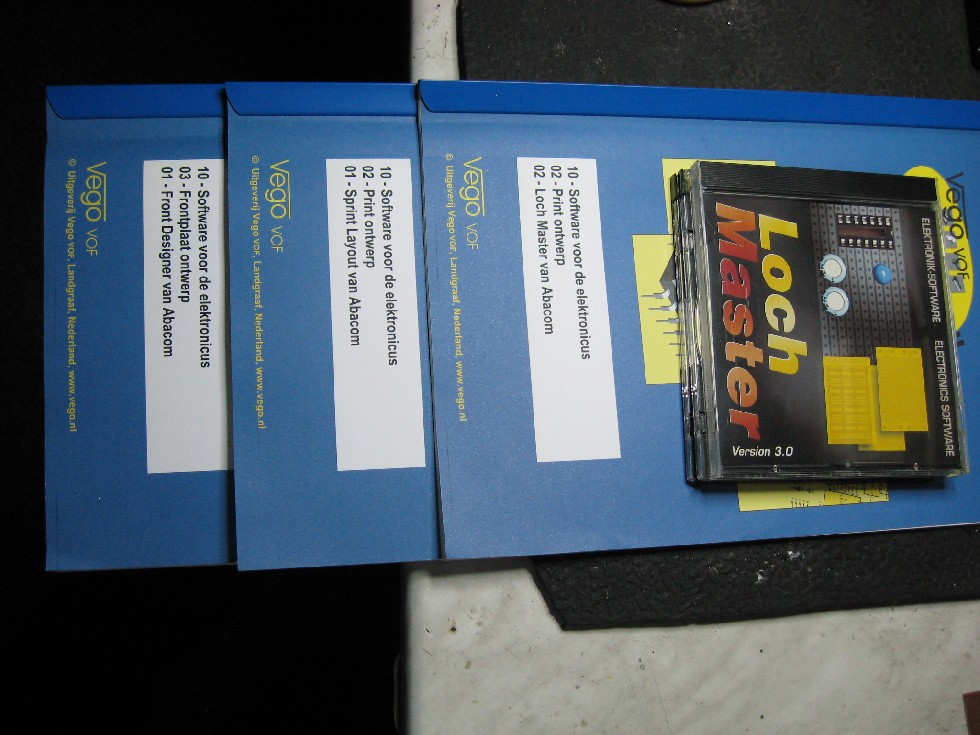 10 - Software voor de elektronicus
03 - Frontplaat ontwerp
01 - Front Designer van Abacom
Vego VOF
© Uitgeverij Vego VOF, Landgraaf, Nederland, www.vego.nl
10 - Software voor de elektronicus
02 - Print ontwerp
01 - Sprint Layout van Abacom
Vego VOF
© Uitgeverij Vego VOF, Landgraaf, Nederland, www.vego.nl
10 - Software voor de elektronicus
02 - Print ontwerp
02 - Loch Master van Abacom
Vego VOF
© Uitgeverij Vego VOF, Landgraaf, Nederland, www.vego.nl
Vego VOF
ELEKTRONIK-SOFTWARE ELECTRONICS SOFTWARE
Loch
Master
Version 3.0